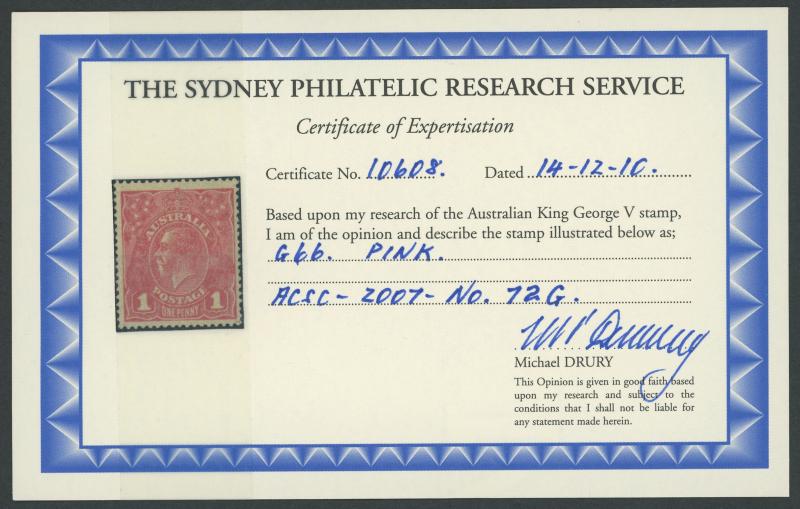 THE SYDNEY PHILATELIC RESEARCH SERVICE
Certificate of Expertisation
Certificate No. 10608. Dated 14-12-10.
Based upon my research of the Australian King George V stamp,
I am of the opinion and describe the stamp illustrated below as;
G66. PINK.
ACSC-2007-No. 72G.
Michael DRURY
This Opinion is given in good faith based
upon my research and subject to the
conditions that I shall not be liable for
any statement made herein.
AUSTRALIA
POSTAGE
1 1
ONE PENNY